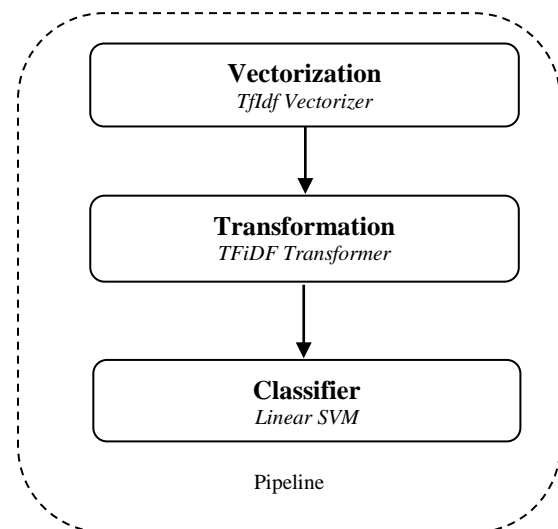 Vectorization
TfIdf Vectorizer
Transformation
TFiDF Transformer
Classifier
Linear SVM
Pipeline